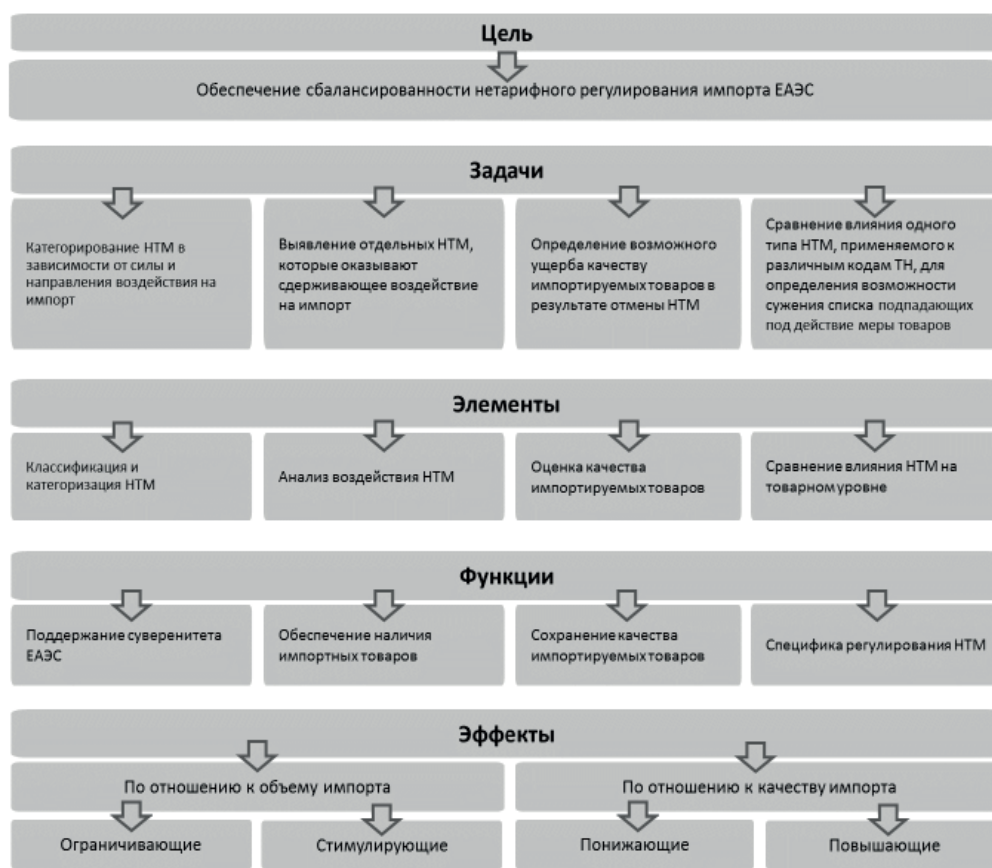 Цель
Обеспечение сбалансированности нетарифного регулирования импорта ЕАЭС
Задачи
Категорирование НТМ в
зависимости от силы и
направления воздействия на
импорт
Выявление отдельных НТМ,
которые оказывают
сдерживающее воздействие
на импорт
Определение возможного
ущерба качеству
импортируемых товаров в
результате отмены НТМ
Сравнение влияния одного
типа НТМ, применяемого к
различным кодам ТН, для
определения возможности
сужения списка подпадающих
под действие меры товаров
Элементы
Классификация и
категоризация НТМ
Анализ воздействия НТМ
Оценка качества
импортируемых товаров
Сравнение влияния НТМ на
товарном уровне
Функции
Поддержание суверенитета
ЕАЭС
Обеспечение наличия
импортных товаров
Сохранение качества
импортируемых товаров
Специфика регулирования НТМ
Эффекты
По отношению к объему импорта
По отношению к качеству импорта
Ограничивающие
Стимулирующие
Понижающие
Повышающие